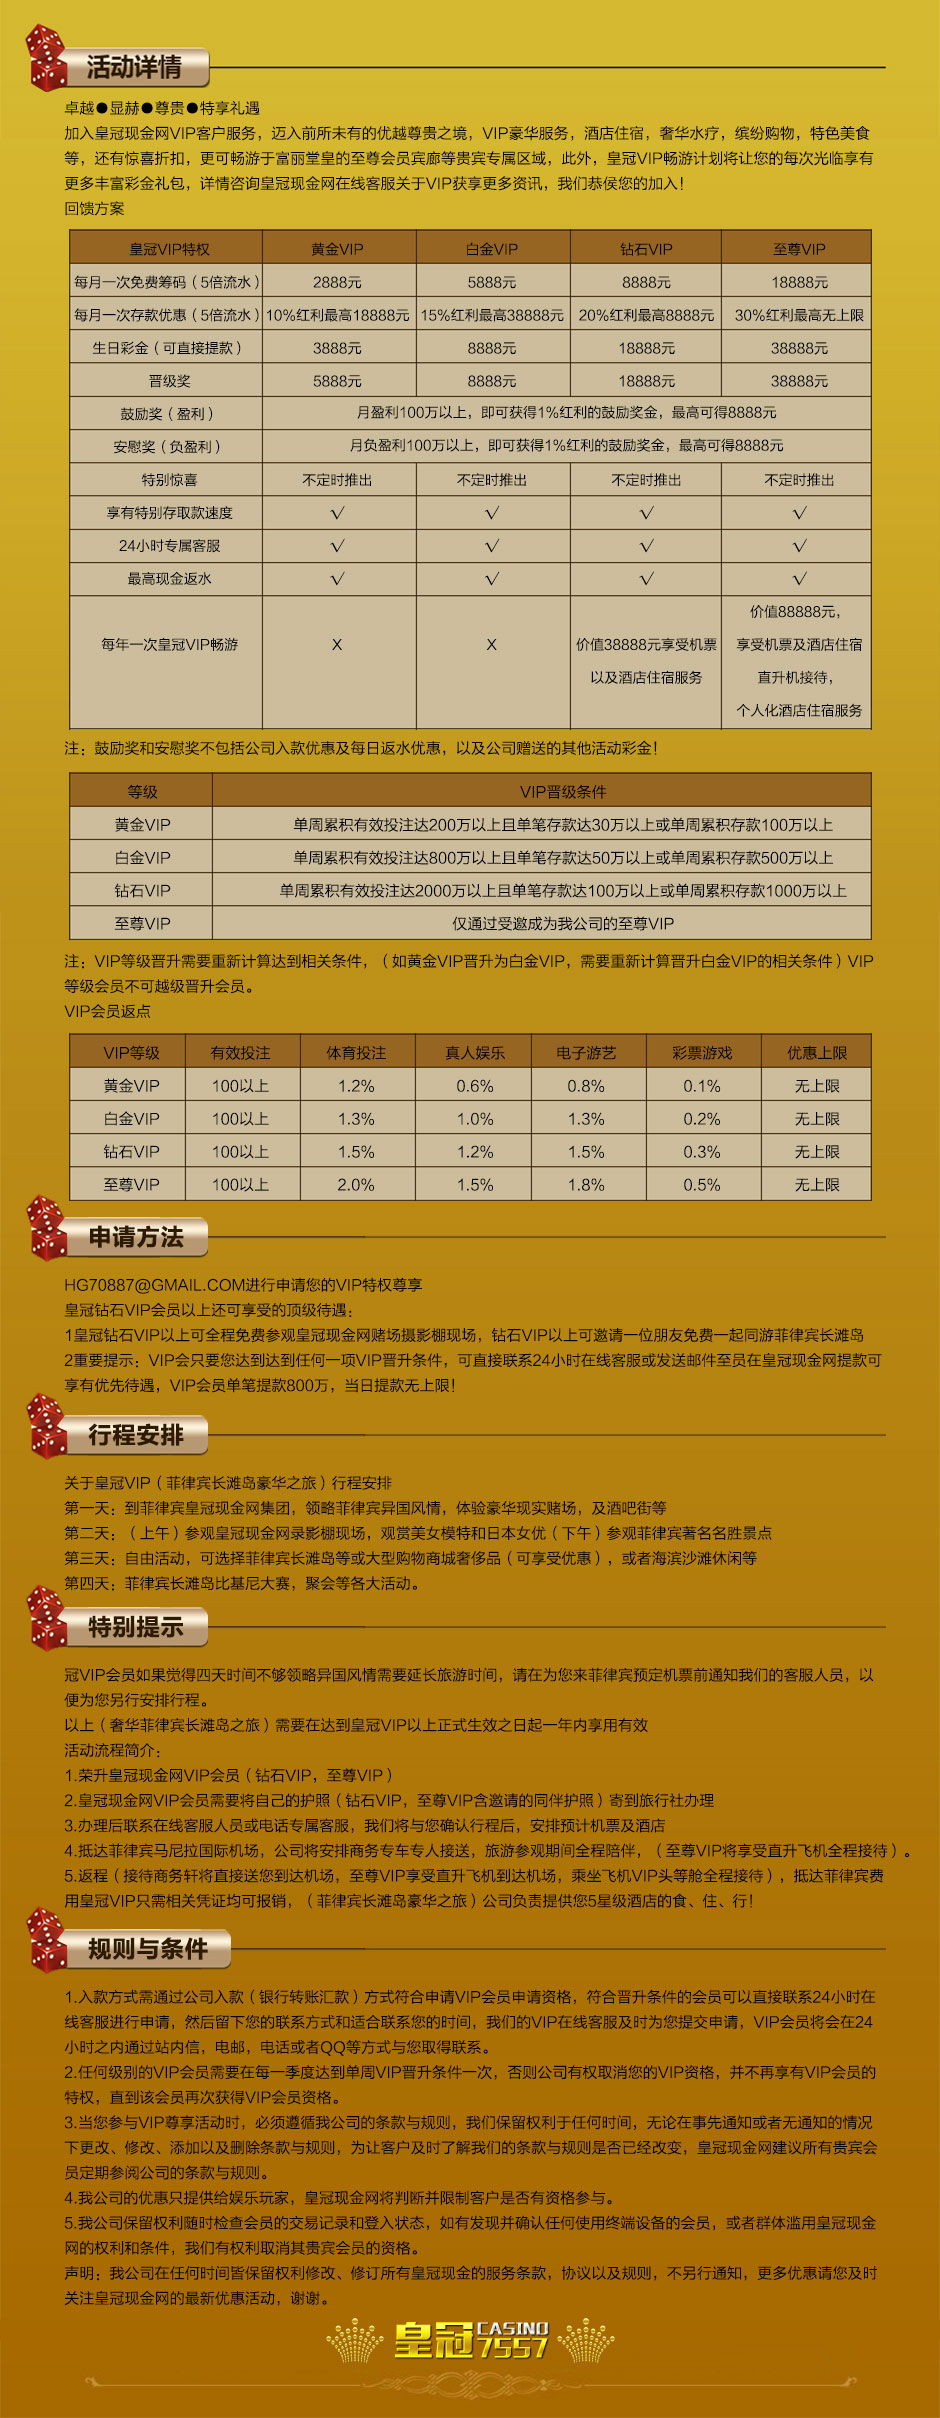 活动详情
卓越●显赫●尊贵●特享礼遇
加入皇冠现金网VIP客户服务，迈入前所未有的优越尊贵之境，VIP豪华服务，酒店住宿，奢华水疗，缤纷购物，特色美食
等，还有惊喜折扣，更可畅游于富丽堂皇的至尊会员宾廊等贵宾专属区域，此外，皇冠VIP畅游计划将让您的每次光临享有
更多丰富彩金礼包，详情咨询皇冠现金网在线客服关于VIP获享更多资讯，我们恭侯您的加入！
回馈方案
皇冠VIP特权 黄金VIP 白金VIP 钻石VIP 至尊VIP
每月一次免费筹码（5倍流水） 2888元 5888元 8888元 18888元
每月一次存款优惠（5倍流水） 10%红利最高18888元 15%红利最高38888元 20%红利最高8888元 30%红利最高无上限
生日彩金（可直接提款） 3888元 8888元 18888元 38888元
晋级奖 5888元 8888元 18888元 38888元
鼓励奖（盈利） 月盈利100万以上，即可获得1%红利的鼓励奖金，最高可得8888元
安慰奖（负盈利） 月负盈利100万以上，即可获得1%红利的鼓励奖金，最高可得8888元
特别惊喜 不定时推出 不定时推出 不定时推出 不定时推出
享有特别存取款速度 √ √ √ √
24小时专属客服 √ √ √ √
最高现金返水 √ √ √ √
每年一次皇冠VIP畅游 X X 价值38888元享受机票
以及酒店住宿服务
价值88888元，
享受机票及酒店住宿
直升机接待，
个人化酒店住宿服务
注：鼓励奖和安慰奖不包括公司入款优惠及每日返水优惠，以及公司赠送的其他活动彩金！
等级 VIP晋级条件
黄金VIP 单周累积有效投注达200万以上且单笔存款达30万以上或单周累积存款100万以上
白金VIP 单周累积有效投注达800万以上且单笔存款达50万以上或单周累积存款500万以上
钻石VIP 单周累积有效投注达2000万以上且单笔存款达100万以上或单周累积存款1000万以上
至尊VIP 仅通过受邀成为我公司的至尊VIP
注：VIP等级晋升需要重新计算达到相关条件，（如黄金VIP晋升为白金VIP，需要重新计算晋升白金VIP的相关条件）VIP
等级会员不可越级晋升会员。
VIP会员返点
VIP等级 有效投注 体育投注 真人娱乐 电子游艺 彩票游戏 优惠上限
黄金VIP 100以上 1.2% 0.6% 0.8% 0.1% 无上限
白金VIP 100以上 1.3% 1.0% 1.3% 0.2% 无上限
钻石VIP 100以上 1.5% 1.2% 1.5% 0.3% 无上限
至尊VIP 100以上 2.0% 1.5% 1.8% 0.5% 无上限
申请方法
HG70887@GMAIL.COM进行申请您的VIP特权尊享
皇冠钻石VIP会员以上还可享受的顶级待遇：
1皇冠钻石VIP以上可全程免费参观皇冠现金网赌场摄影棚现场，钻石VIP以上可邀请一位朋友免费一起同游菲律宾长滩岛
2重要提示：VIP会只要您达到达到任何一项VIP晋升条件，可直接联系24小时在线客服或发送邮件至员在皇冠现金网提款可
享有优先待遇，VIP会员单笔提款800万，当日提款无上限！
行程安排
关于皇冠VIP（菲律宾长滩岛豪华之旅）行程安排
第一天：到菲律宾皇冠现金网集团，领略菲律宾异国风情，体验豪华现实赌场，及酒吧街等
第二天：（上午）参观皇冠现金网录影棚现场，观赏美女模特和日本女优（下午）参观菲律宾著名名胜景点
第三天：自由活动，可选择菲律宾长滩岛等或大型购物商城奢侈品（可享受优惠），或者海滨沙滩休闲等
第四天：菲律宾长滩岛比基尼大赛，聚会等各大活动。
特别提示
冠VIP会员如果觉得四天时间不够领略异国风情需要延长旅游时间，请在为您来菲律宾预定机票前通知我们的客服人员，以
便为您另行安排行程。
以上（奢华菲律宾长滩岛之旅）需要在达到皇冠VIP以上正式生效之日起一年内享用有效
活动流程简介：
1.荣升皇冠现金网VIP会员（钻石VIP，至尊VIP）
2.皇冠现金网VIP会员需要将自己的护照（钻石VIP，至尊VIP含邀请的同伴护照）寄到旅行社办理
3.办理后联系在线客服人员或电话专属客服，我们将与您确认行程后，安排预计机票及酒店
4.抵达菲律宾马尼拉国际机场，公司将安排商务专车专人接送，旅游参观期间全程陪伴，（至尊VIP将享受直升飞机全程接待）。
5.返程（接待商务轩将直接送您到达机场，至尊VIP享受直升飞机到达机场，乘坐飞机VIP头等舱全程接待），抵达菲律宾费
用皇冠VIP只需相关凭证均可报销，（菲律宾长滩岛豪华之旅）公司负责提供您5星级酒店的食、住、行！
规则与条件
1.入款方式需通过公司入款（银行转账汇款）方式符合申请VIP会员申请资格，符合晋升条件的会员可以直接联系24小时在
线客服进行申请，然后留下您的联系方式和适合联系您的时间，我们的VIP在线客服及时为您提交申请，VIP会员将会在24
小时之内通过站内信，电邮，电话或者QQ等方式与您取得联系。
2.任何级别的VIP会员需要在每一季度达到单周VIP晋升条件一次，否则公司有权取消您的VIP资格，并不再享有VIP会员的
特权，直到该会员再次获得VIP会员资格。
3.当您参与VIP尊享活动时，必须遵循我公司的条款与规则，我们保留权利于任何时间，无论在事先通知或者无通知的情况
下更改、修改、添加以及删除条款与规则，为让客户及时了解我们的条款与规则是否已经改变，皇冠现金网建议所有贵宾会
员定期参阅公司的条款与规则。
4.我公司的优惠只提供给娱乐玩家，皇冠现金网将判断并限制客户是否有资格参与。
5.我公司保留权利随时检查会员的交易记录和登入状态，如有发现并确认任何使用终端设备的会员，或者群体滥用皇冠现金
网的权利和条件，我们有权利取消其贵宾会员的资格。
声明：我公司在任何时间皆保留权利修改、修订所有皇冠现金的服务条款，协议以及规则，不另行通知，更多优惠请您及时
关注皇冠现金网的最新优惠活动，谢谢。
皇冠 CASINO
7557